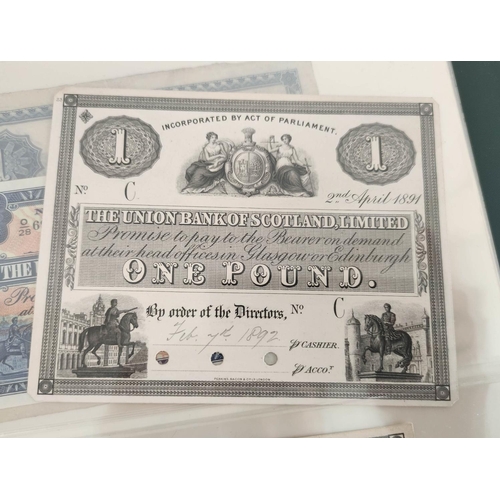 INCORPORATED BY ACT OF PARLIAMENT.
1 1
No C 2nd April 1891
THE UNION BANK OF SCOTLAND, LIMITED
Promise to pay to the Bearer on demand
at their head offices in Glasgow or Edinburgh
ONE POUND.
By order of the Directors, No C
Feb. 1892
CASHIER.
ACCOT.